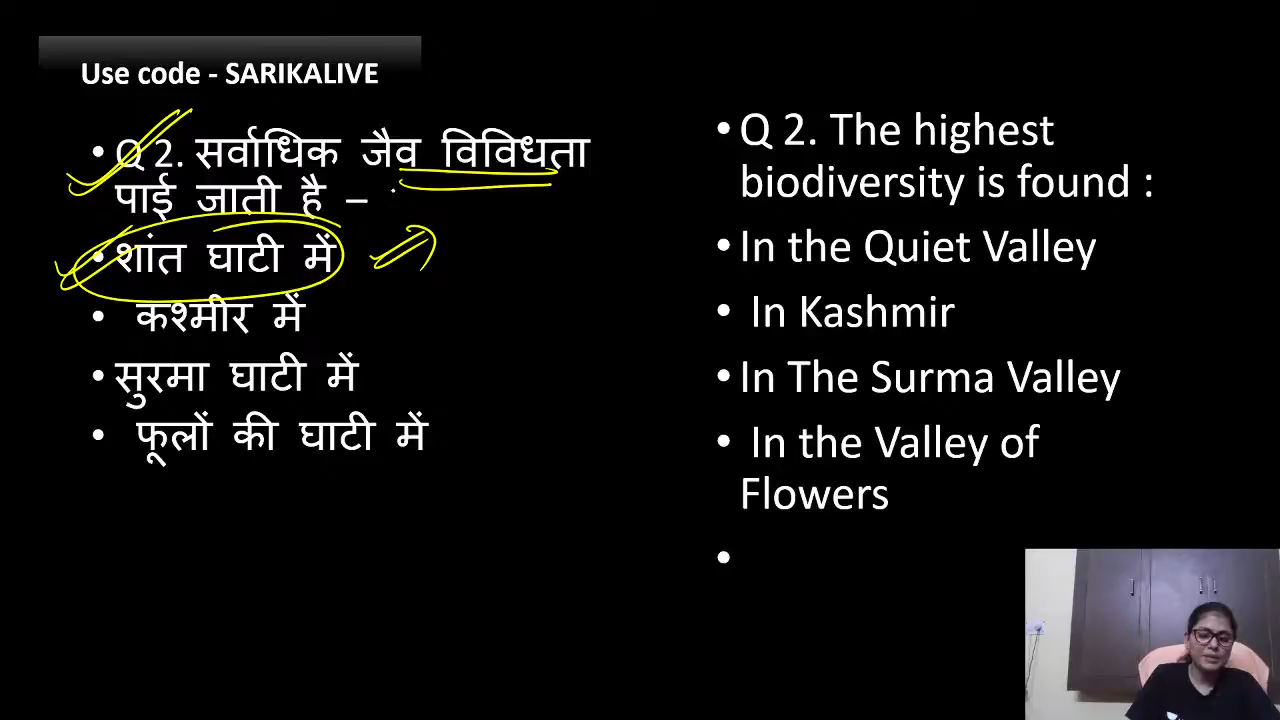 Use code - SARIKALIVE
• Q 2. सर्वाधिक जैव विविधता
पाई जाती है –
• शांत घाटी में
• कश्मीर में
• सुरमा घाटी में
• फूलों की घाटी में
• Q 2. The highest
biodiversity is found :
• In the Quiet Valley
• In Kashmir
• In The Surma Valley
• In the Valley of
Flowers
•